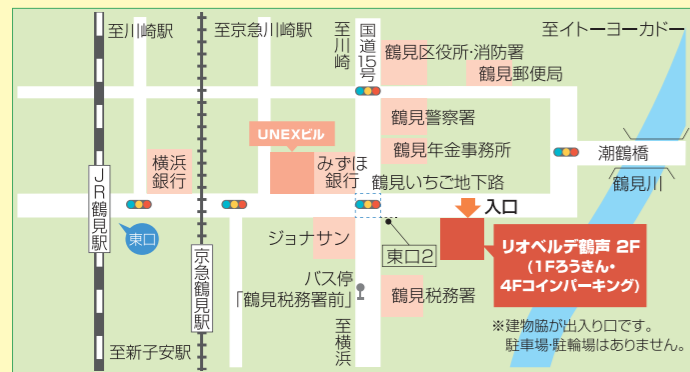 至川崎駅
至京急川崎駅
至川崎
国道15号
至イトーヨーカドー
鶴見区役所・消防署
鶴見郵便局
鶴見警察署
UNEXビル
鶴見年金事務所
潮鶴橋
横浜
銀行
みずほ
銀行
鶴見いちご地下路
鶴見川
JR鶴見駅
東口
入口
ジョナサン
東口2
リオベルデ鶴声 2F
(1Fろうきん・
4Fコインパーキング)
京急鶴見駅
バス停
「鶴見税務署前」
鶴見税務署
至横浜
※建物脇が出入り口です。
駐車場・駐輪場はありません。
至新子安駅